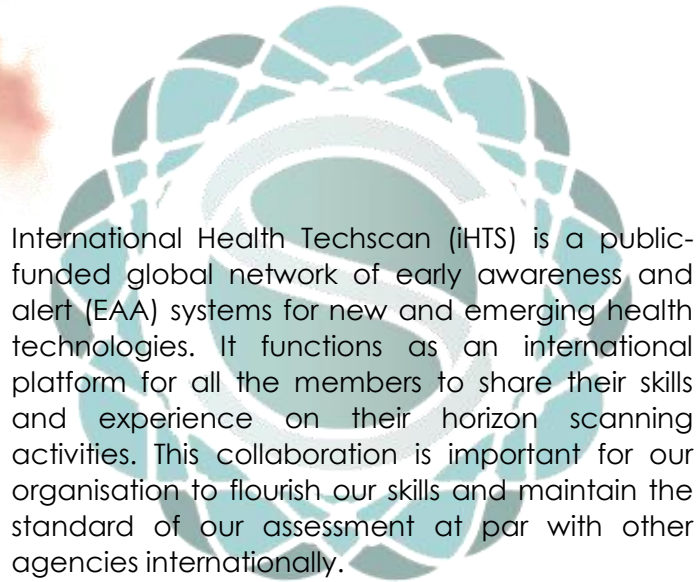 International Health Techscan (iHTS) is a public-
funded global network of early awareness and
alert (EAA) systems for new and emerging health
technologies. It functions as an international
platform for all the members to share their skills
and experience on their horizon scanning
activities. This collaboration is important for our
organisation to flourish our skills and maintain the
standard of our assessment at par with other
agencies internationally.